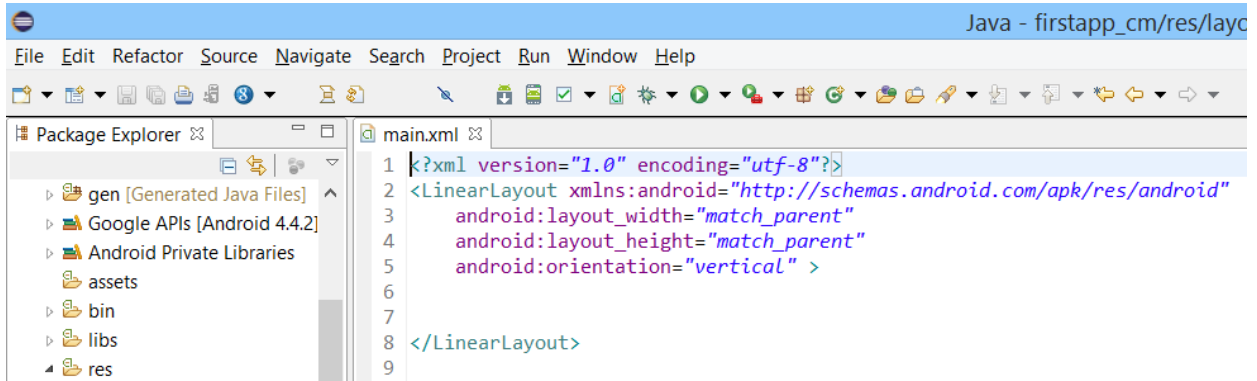 Java - firstapp_cm/res/layo
File Edit Refactor Source Navigate Search Project Run Window Help
Package Explorer
gen [Generated Java Files]
Google APIs [Android 4.4.2]
Android Private Libraries
assets
bin
libs
res
main.xml
1 <?xml version="1.0" encoding="utf-8"?>
2 <LinearLayout xmlns:android="http://schemas.android.com/apk/res/android"
3 android:layout_width="match_parent"
4 android:layout_height="match_parent"
5 android:orientation="vertical" >
6
7
8 </LinearLayout>
9